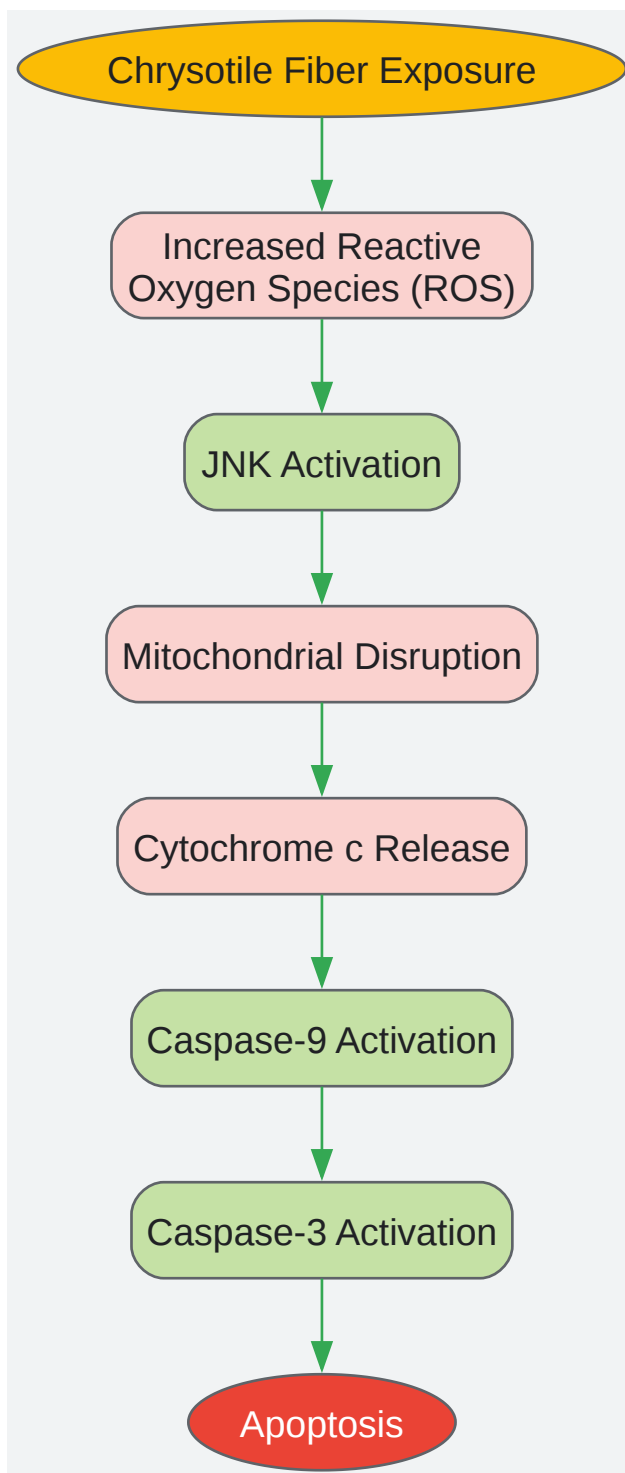 Chrysotile Fiber Exposure
Increased Reactive
Oxygen Species (ROS)
JNK Activation
Mitochondrial Disruption
Cytochrome c Release
Caspase-9 Activation
Caspase-3 Activation
Apoptosis